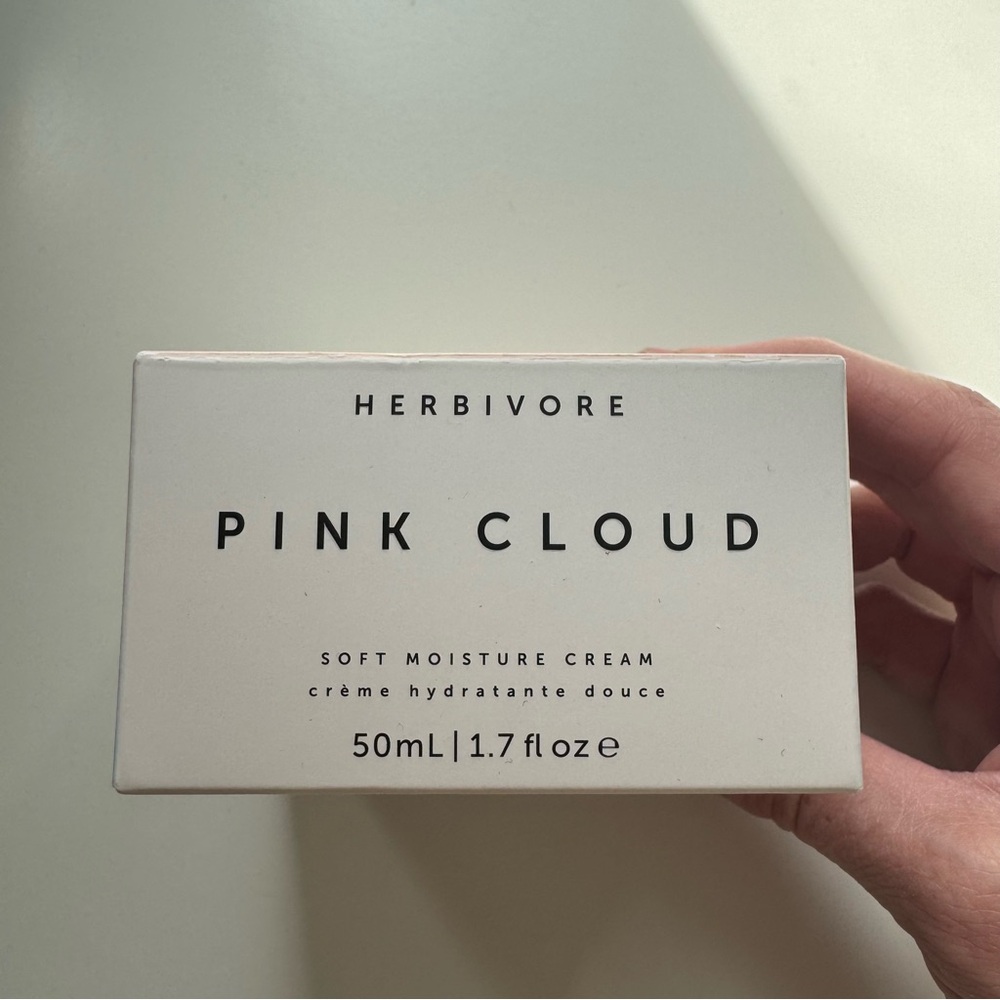 HERBIVORE
PINK CLOUD
SOFT MOISTURE CREAM
crème hydratante douce
50mL | 1.7 fl oz ℮